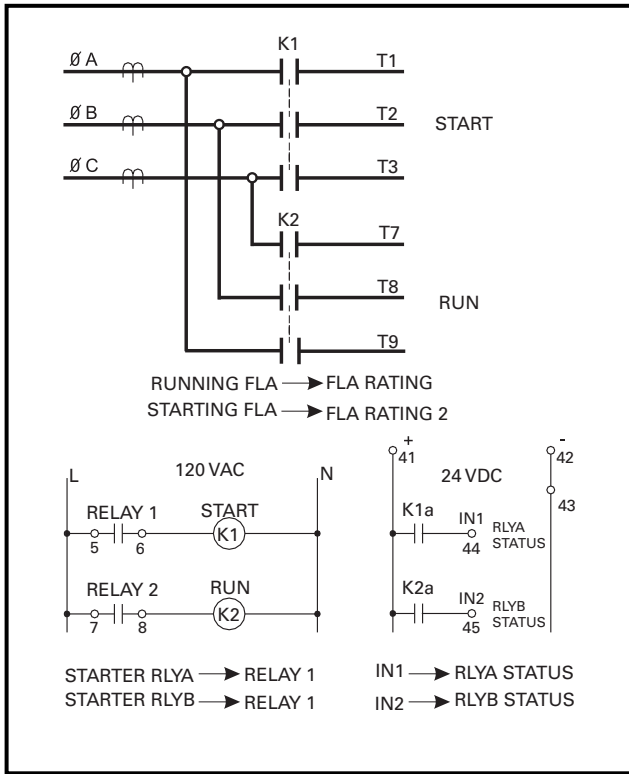 K1
Ø A
T1
Ø B
T2
START
Ø C
T3
K2
T7
T8
RUN
T9
RUNNING FLA → FLA RATING
STARTING FLA → FLA RATING 2
L
120 VAC
N
RELAY 1
START
5
6
K1
RELAY 2
RUN
7
8
K2
+
-
41
24 VDC
42
43
K1a
IN1
RLYA
STATUS
44
K2a
IN2
RLYB
STATUS
45
STARTER RLYA → RELAY 1
STARTER RLYB → RELAY 1
IN1 → RLYA STATUS
IN2 → RLYB STATUS